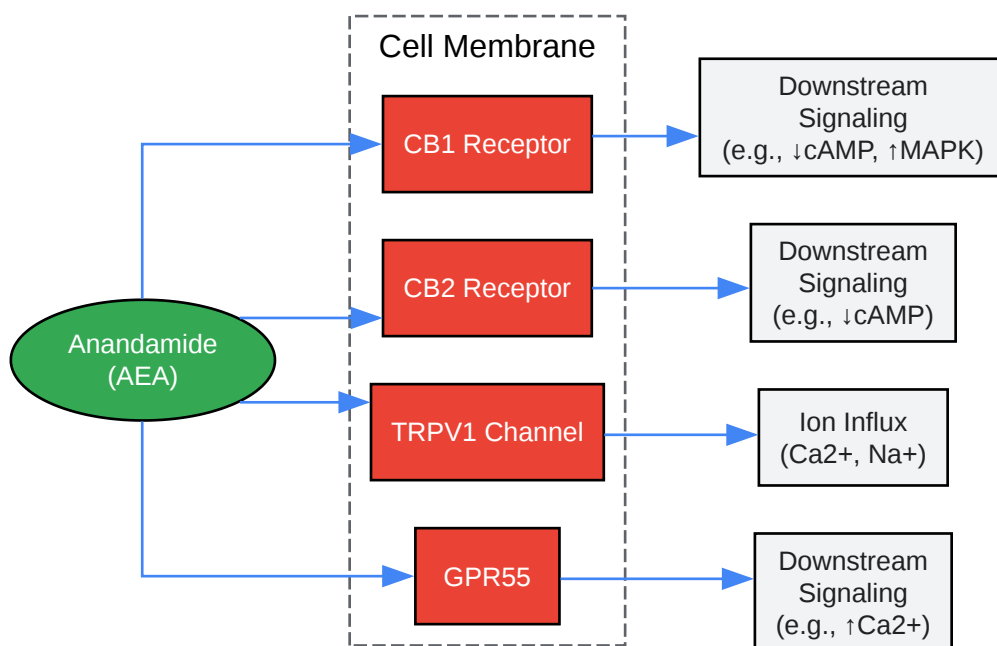 Cell Membrane
Anandamide
(AEA)
CB1 Receptor
Downstream
Signaling
(e.g., ↓cAMP, ↑MAPK)
CB2 Receptor
Downstream
Signaling
(e.g., ↓cAMP)
TRPV1 Channel
Ion Influx
(Ca2+, Na+)
GPR55
Downstream
Signaling
(e.g., ↑Ca2+)